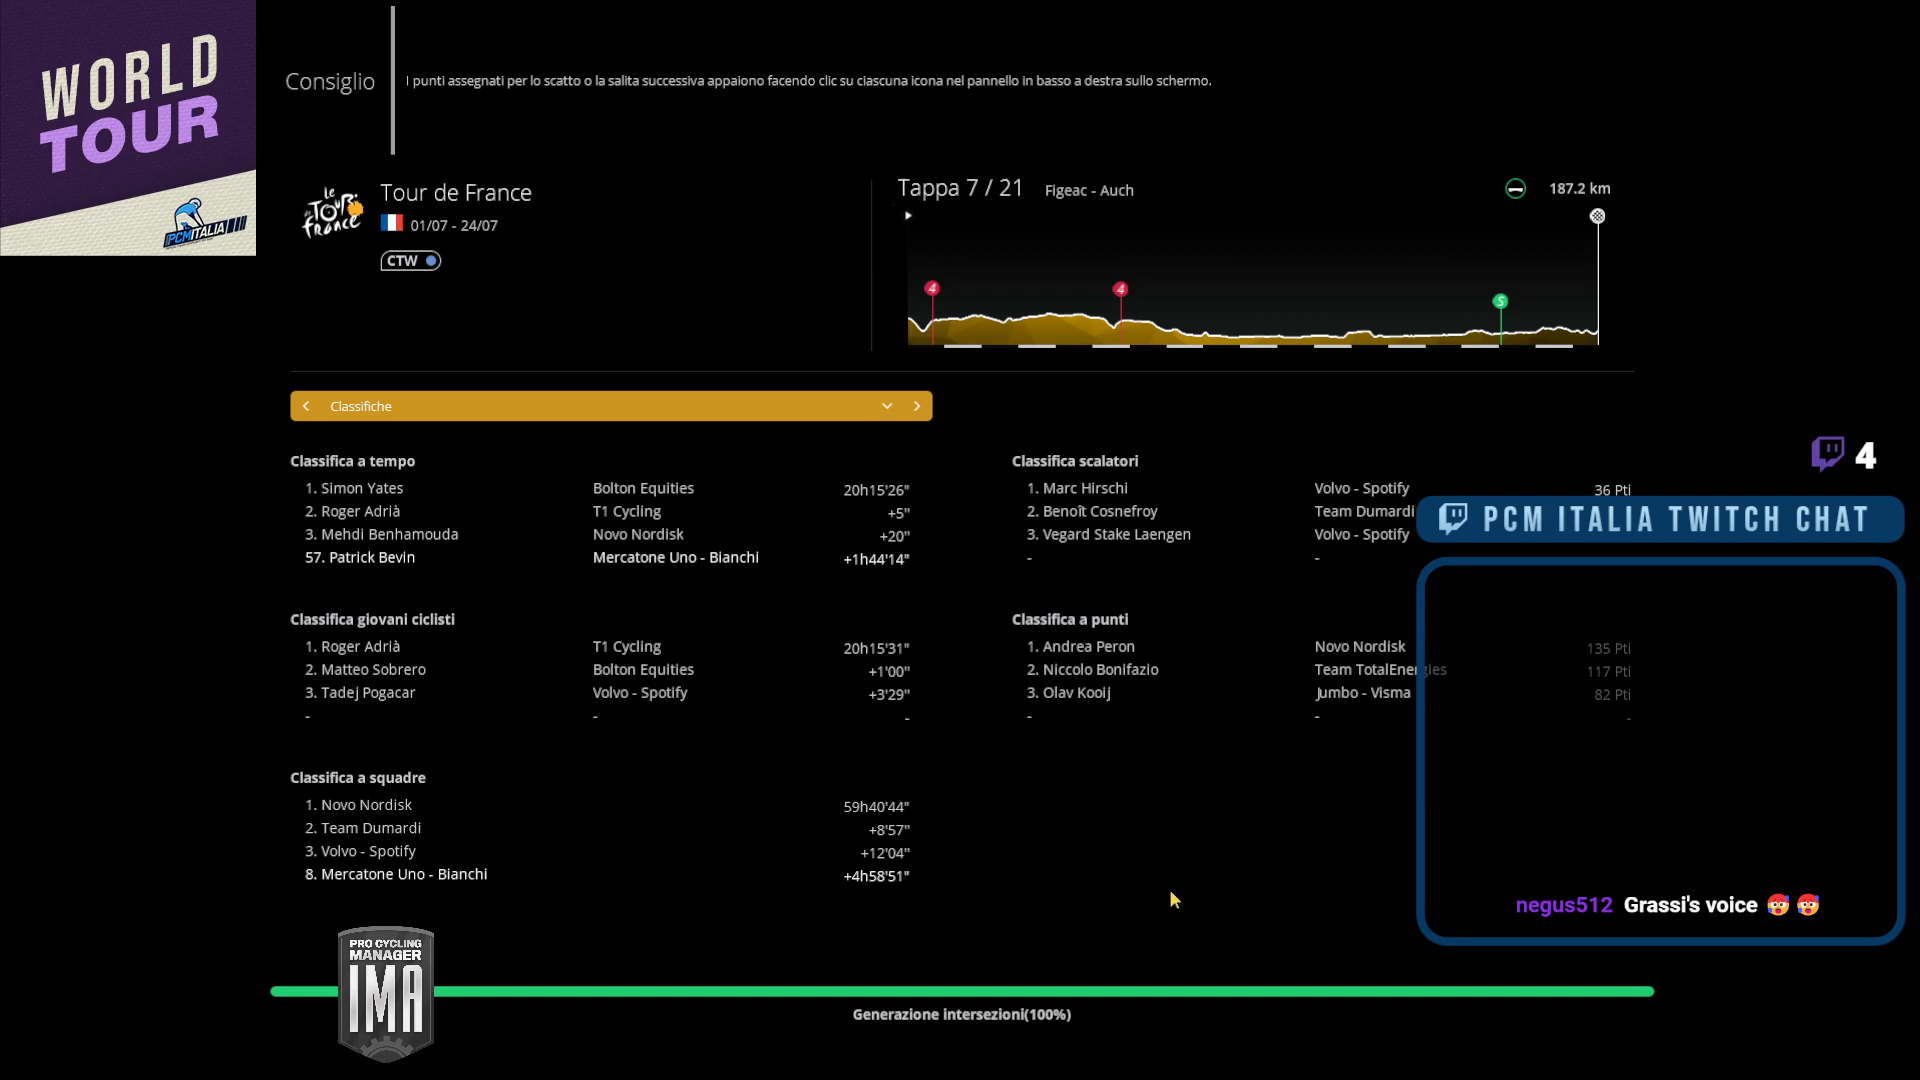 WORLD
TOUR
PCMITALIA
Consiglio
I punti assegnati per lo scatto o la salita successiva appaiono facendo clic su ciascuna icona nel pannello in basso a destra sullo schermo.
le Tour de france
Tour de France
01/07 - 24/07
CTW
Tappa 7 / 21 Figeac - Auch
187.2 km
4
4
S
Classifiche
Classifica a tempo
1. Simon Yates Bolton Equities 20h15'26"
2. Roger Adrià T1 Cycling +5"
3. Mehdi Benhamouda Novo Nordisk +20"
57. Patrick Bevin Mercatone Uno - Bianchi +1h44'14"
Classifica scalatori
1. Marc Hirschi Volvo - Spotify 36 Pti
2. Benoît Cosnefroy Team Dumardi
3. Vegard Stake Laengen Volvo - Spotify
- -
Classifica giovani ciclisti
1. Roger Adrià T1 Cycling 20h15'31"
2. Matteo Sobrero Bolton Equities +1'00"
3. Tadej Pogacar Volvo - Spotify +3'29"
- - -
Classifica a punti
1. Andrea Peron Novo Nordisk 135 Pti
2. Niccolo Bonifazio Team TotalEnergies 117 Pti
3. Olav Kooij Jumbo - Visma 82 Pti
- - -
Classifica a squadre
1. Novo Nordisk 59h40'44"
2. Team Dumardi +8'57"
3. Volvo - Spotify +12'04"
8. Mercatone Uno - Bianchi +4h58'51"
4
PCM ITALIA TWITCH CHAT
negus512 Grassi's voice 🥵 🥵
PRO CYCLING
MANAGER
IMA
Generazione intersezioni(100%)